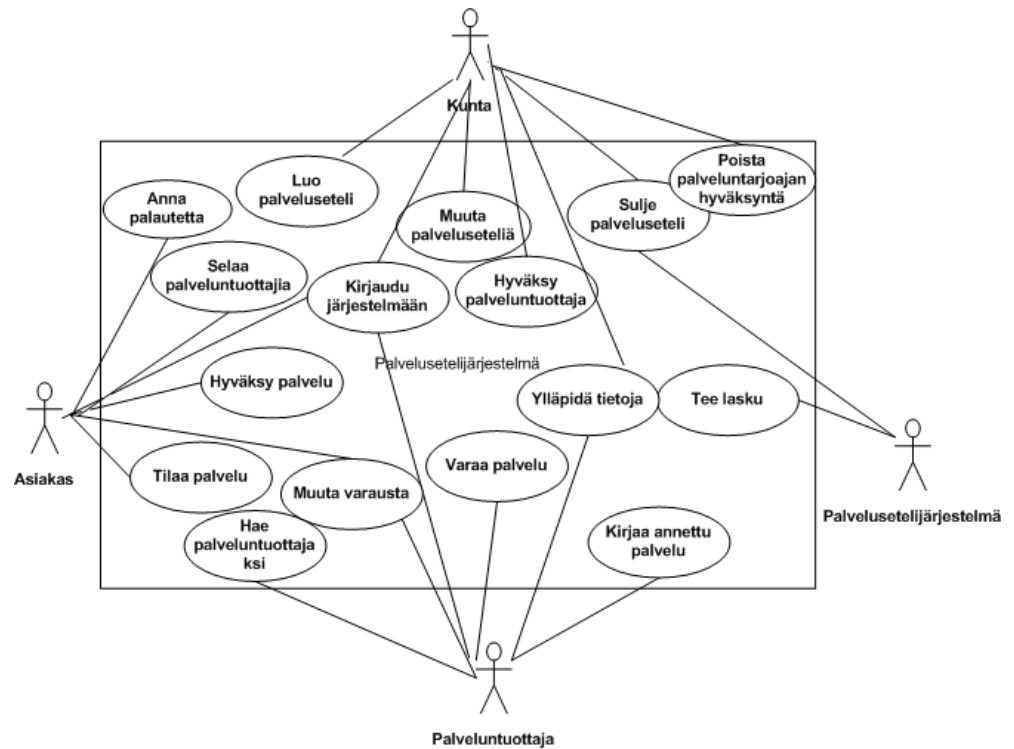 Kunta
Poista
palveluntarjoajan
hyväksyntä
Luo
palveluseteli
Anna
palautetta
Sulje
palveluseteli
Muuta
palveluseteliä
Selaa
palveluntuottajia
Kirjaudu
järjestelmään
Hyväksy
palveluntuottaja
Palvelusetelijärjestelmä
Hyväksy palvelu
Ylläpidä tietoja
Tee lasku
Asiakas
Tilaa palvelu
Muuta varausta
Varaa palvelu
Palvelusetelijärjestelmä
Hae
palveluntuottaja
ksi
Kirjaa annettu
palvelu
Palveluntuottaja